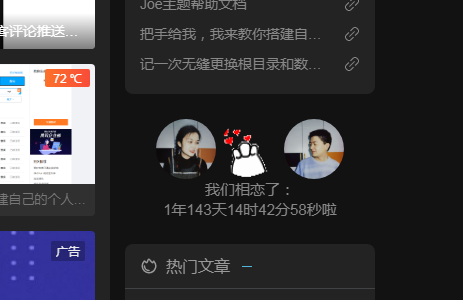 Joe主题帮助文档
把手给我，我来教你搭建自...
记一次无缝更换根目录和数...
客评论推送...
72 ℃
建自己的个人...
我们相恋了：
1年143天14时42分58秒啦
广告
热门文章